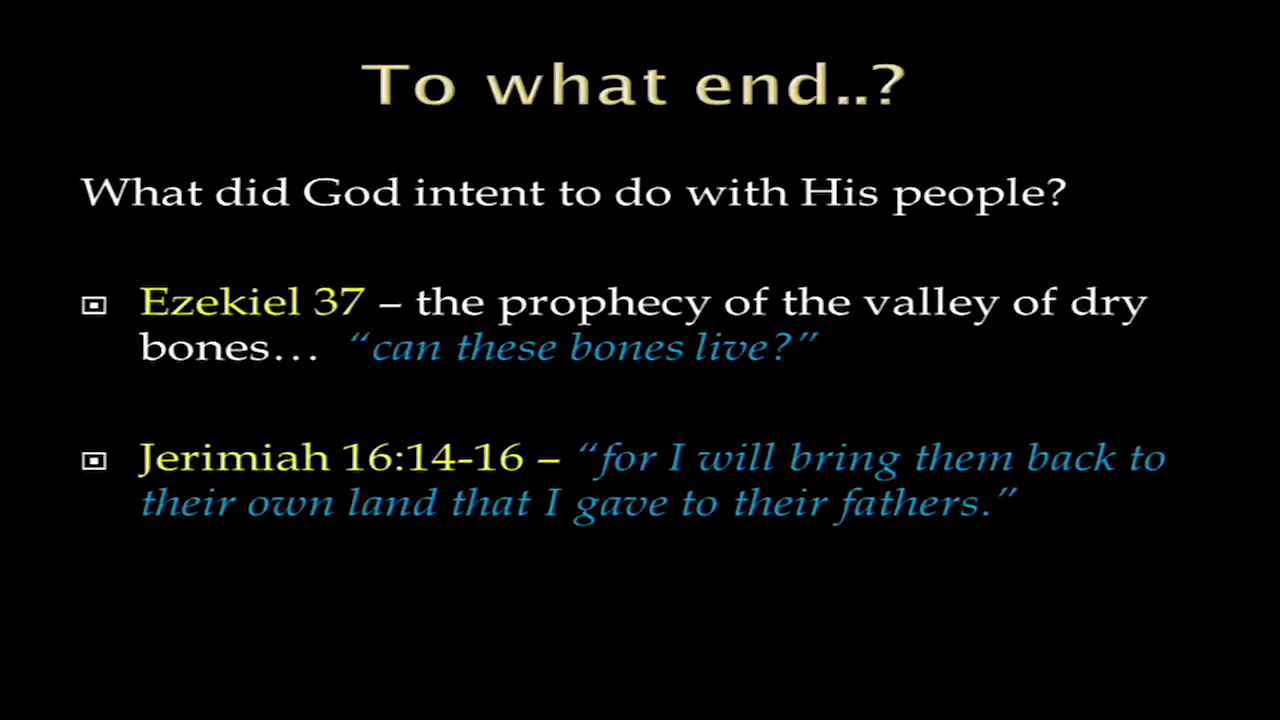 To what end..?
What did God intent to do with His people?
Ezekiel 37 – the prophecy of the valley of dry
bones… “can these bones live?”
Jerimiah 16:14-16 – “for I will bring them back to
their own land that I gave to their fathers.”